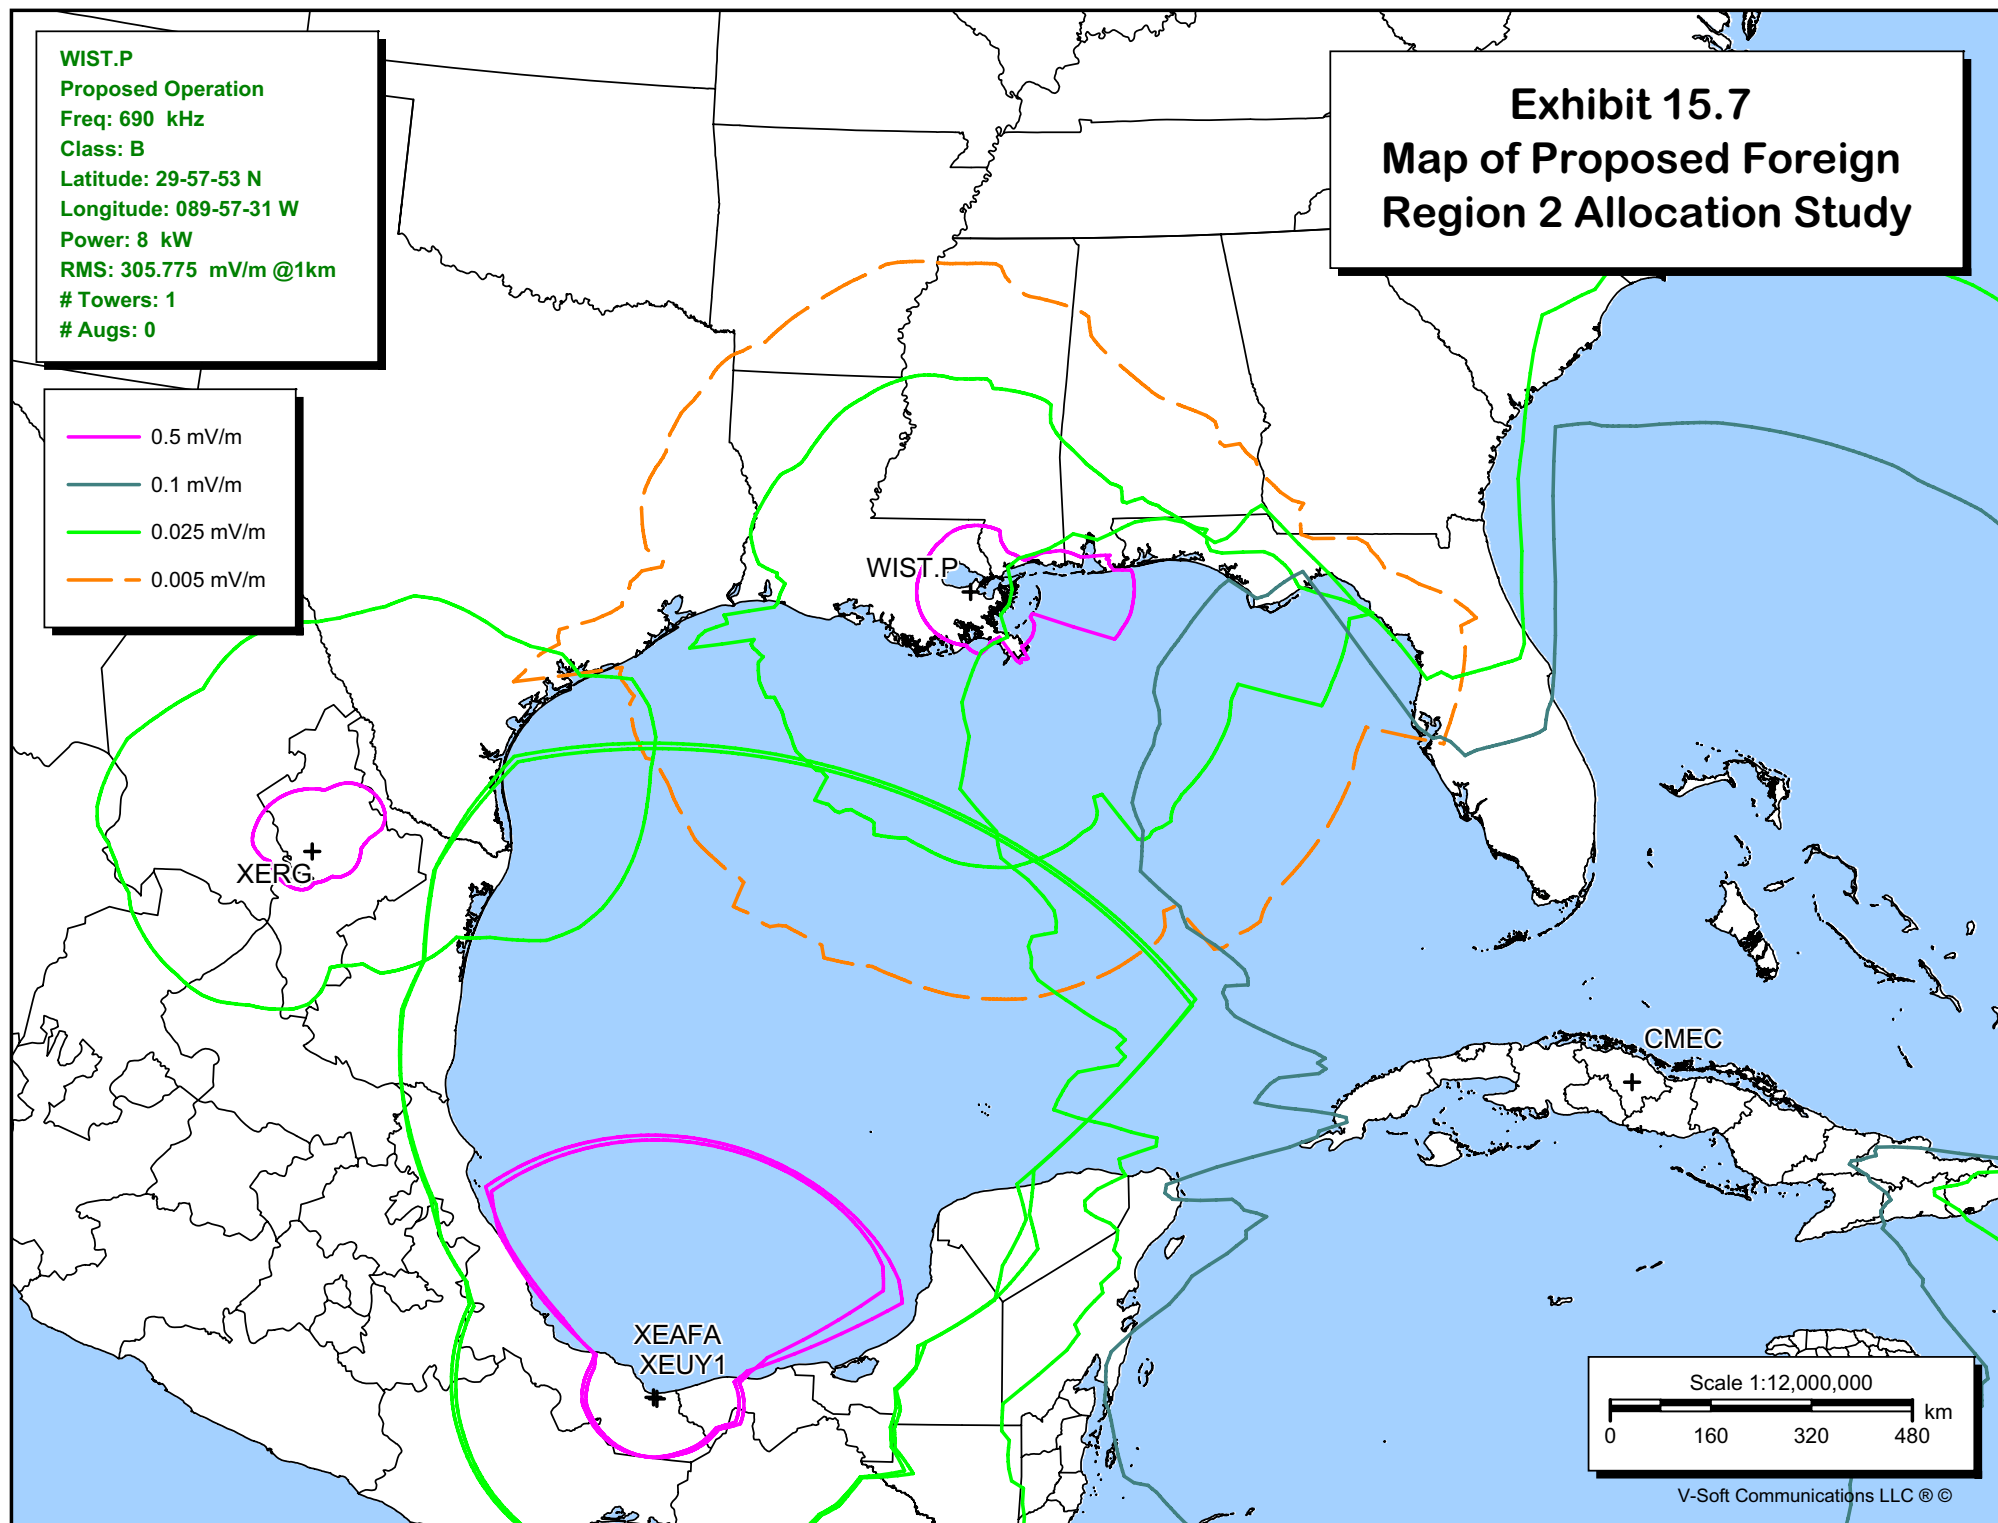 WIST.P
Proposed Operation
Freq: 690 kHz
Class: B
Latitude: 29-57-53 N
Longitude: 089-57-31 W
Power: 8 kW
RMS: 305.775 mV/m @1km
# Towers: 1
# Augs: 0
Exhibit 15.7
Map of Proposed Foreign
Region 2 Allocation Study
0.5 mV/m
0.1 mV/m
0.025 mV/m
0.005 mV/m
WIST.P
XERG
CMEC
XEAFA
XEUY1
Scale 1:12,000,000
km
0 160 320 480
V-Soft Communications LLC ® ©